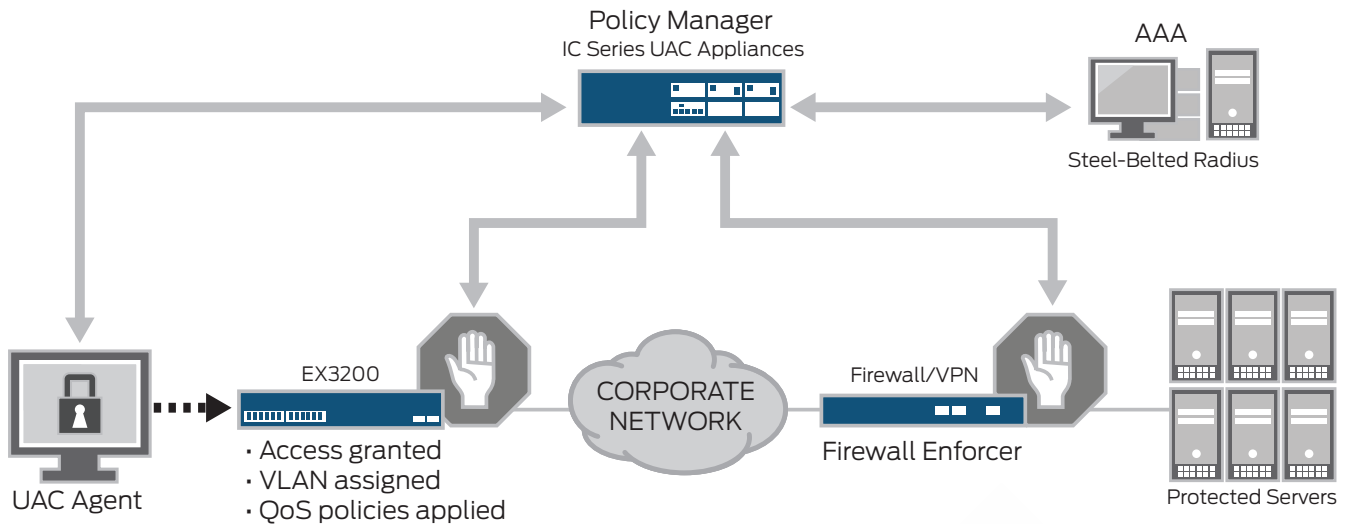 Policy Manager
IC Series UAC Appliances
AAA
Steel-Belted Radius
EX3200
CORPORATE
NETWORK
Firewall/VPN
UAC Agent
· Access granted
· VLAN assigned
· QoS policies applied
Firewall Enforcer
Protected Servers